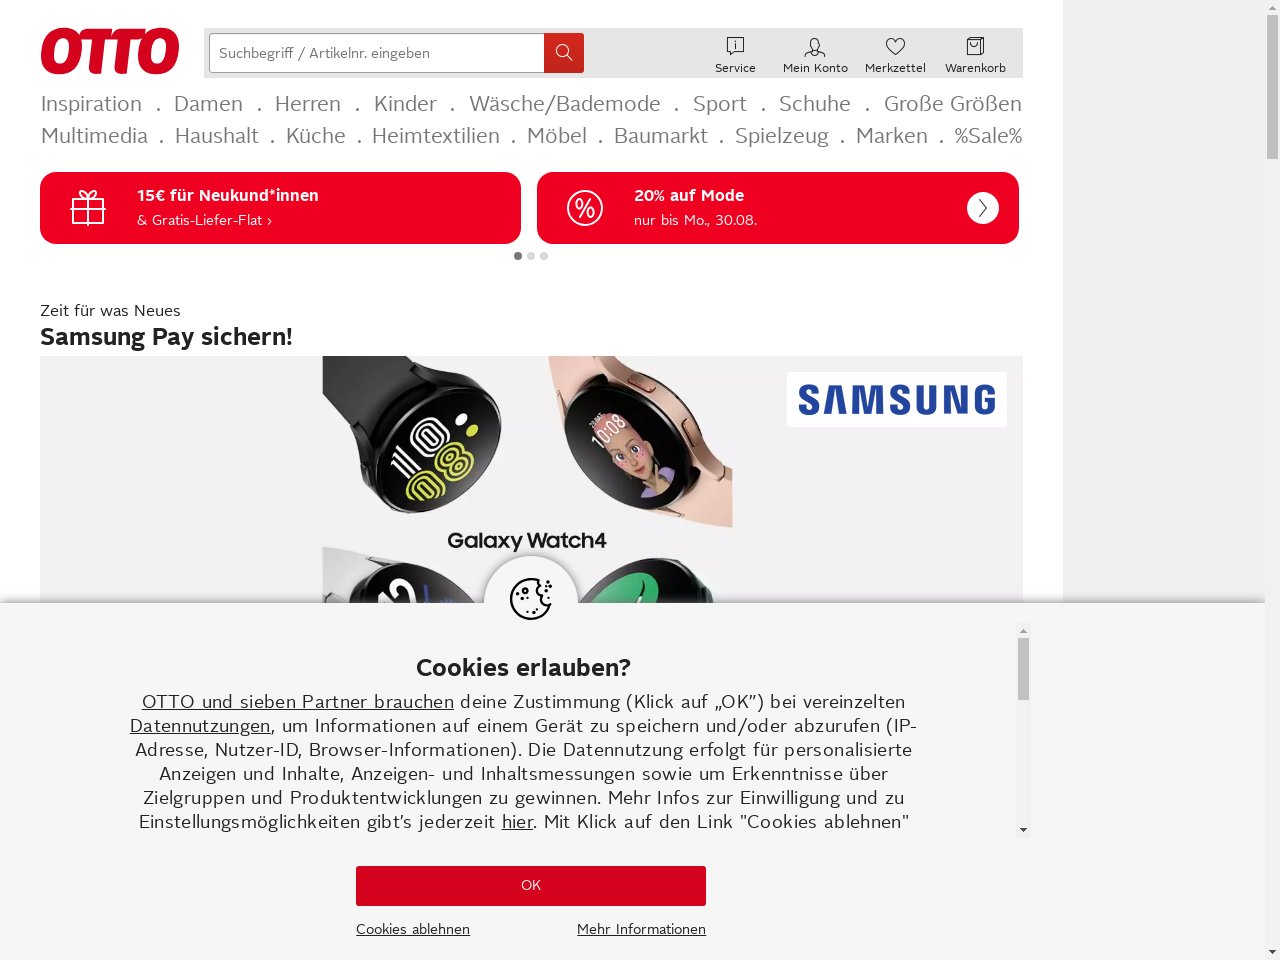 OTTO
Suchbegriff / Artikelnr. eingeben
Service
Mein Konto
Merkzettel
Warenkorb
Inspiration . Damen . Herren . Kinder . Wäsche/Bademode . Sport . Schuhe . Große Größen
Multimedia . Haushalt . Küche . Heimtextilien . Möbel . Baumarkt . Spielzeug . Marken . %Sale%
15€ für Neukund*innen
& Gratis-Liefer-Flat ›
20% auf Mode
nur bis Mo., 30.08.
Zeit für was Neues
Samsung Pay sichern!
SAMSUNG
11:00
08
10:08
Galaxy Watch4
Cookies erlauben?
OTTO und sieben Partner brauchen deine Zustimmung (Klick auf „OK”) bei vereinzelten
Datennutzungen, um Informationen auf einem Gerät zu speichern und/oder abzurufen (IP-
Adresse, Nutzer-ID, Browser-Informationen). Die Datennutzung erfolgt für personalisierte
Anzeigen und Inhalte, Anzeigen- und Inhaltsmessungen sowie um Erkenntnisse über
Zielgruppen und Produktentwicklungen zu gewinnen. Mehr Infos zur Einwilligung und zu
Einstellungsmöglichkeiten gibt’s jederzeit hier. Mit Klick auf den Link "Cookies ablehnen"
OK
Cookies ablehnen
Mehr Informationen